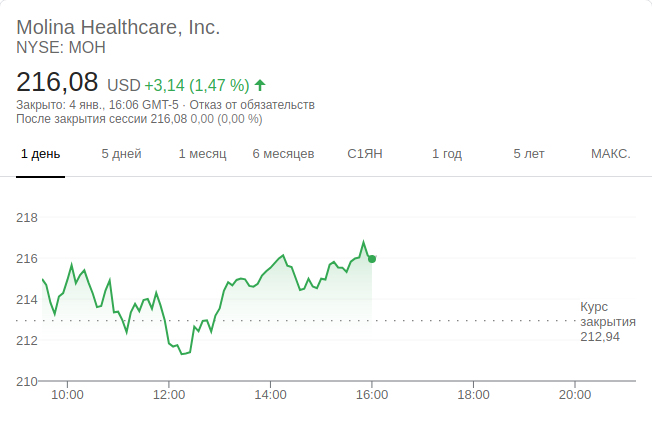 Molina Healthcare, Inc.
NYSE: MOH
216,08 USD +3,14 (1,47 %)
Закрыто: 4 янв., 16:06 GMT-5 · Отказ от обязательств
После закрытия сессии 216,08 0,00 (0,00 %)
1 день 5 дней 1 месяц 6 месяцев С1ЯН 1 год 5 лет МАКС.
218
216
214
Курс
закрытия
212,94
212
210
10:00 12:00 14:00 16:00 18:00 20:00